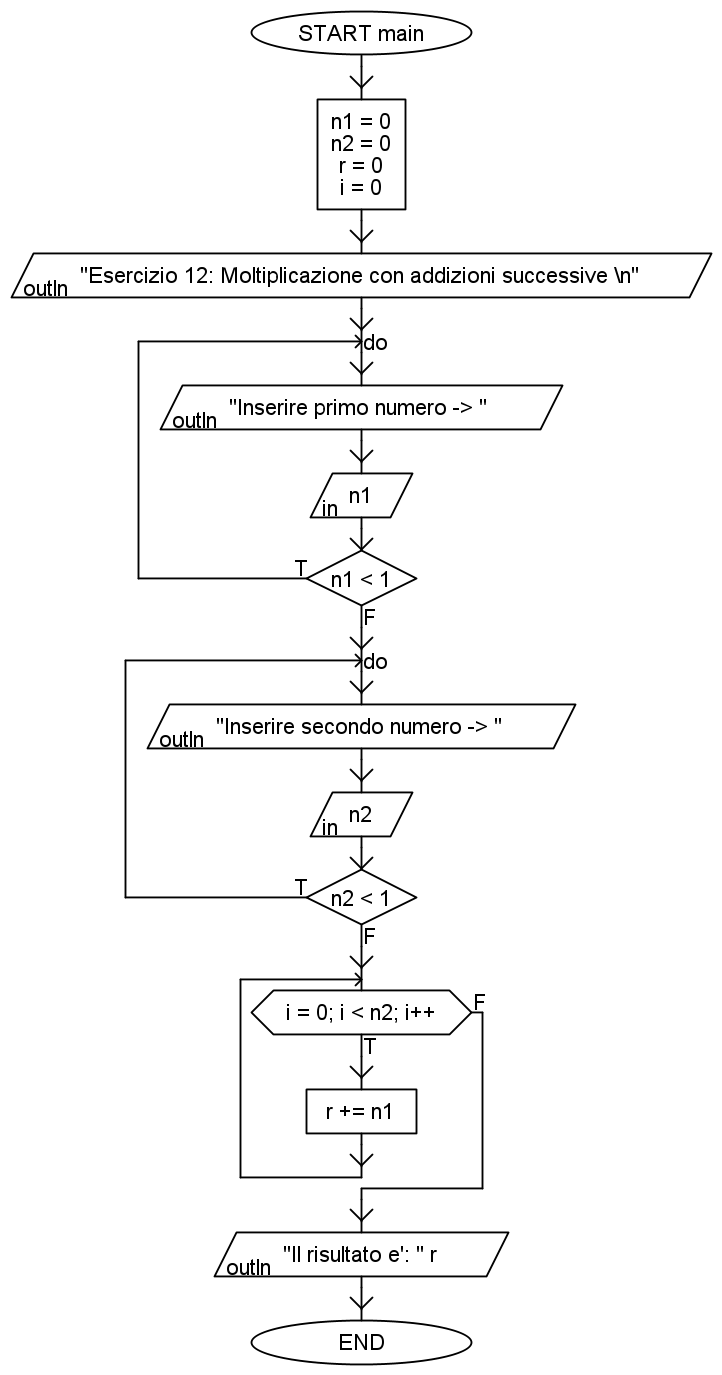 START main
n1 = 0
n2 = 0
r = 0
i = 0
"Esercizio 12: Moltiplicazione con addizioni successive \n"
outln
do
"Inserire primo numero -> "
outln
n1
in
T
n1 < 1
F
do
"Inserire secondo numero -> "
outln
n2
in
T
n2 < 1
F
i = 0; i < n2; i++
F
T
r += n1
"Il risultato e': " r
outln
END